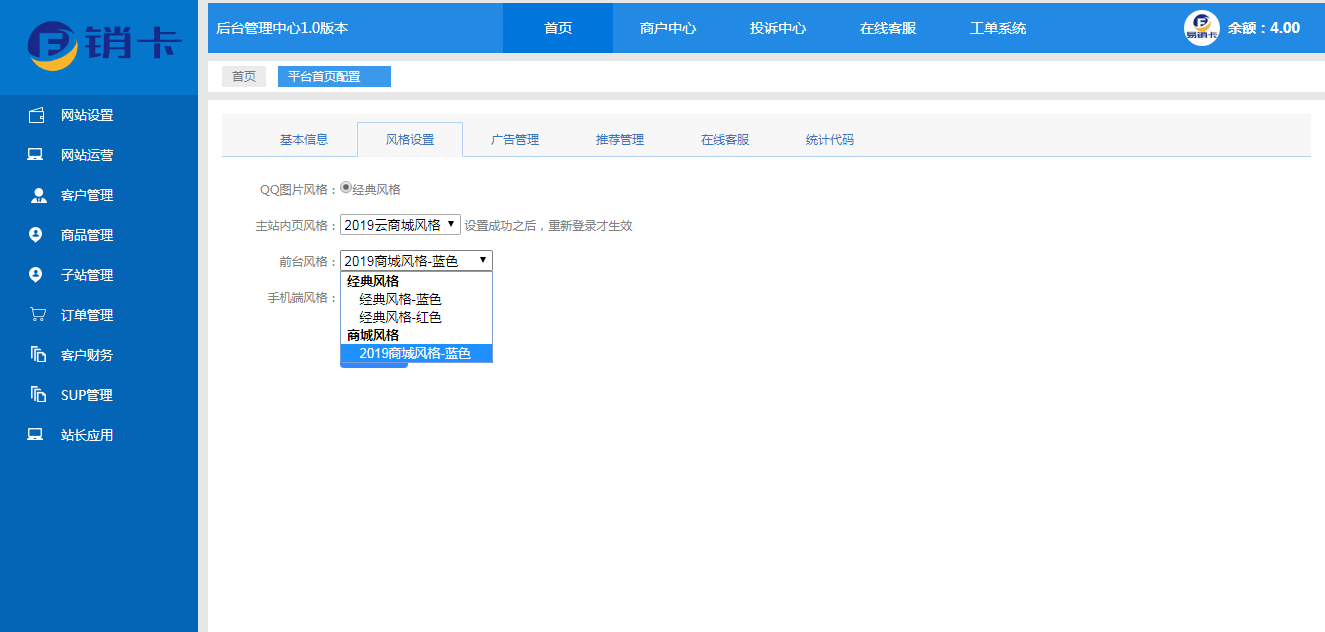 销卡
后台管理中心1.0版本
首页
商户中心
投诉中心
在线客服
工单系统
易销卡
余额：4.00
首页
平台首页配置
网站设置
网站运营
客户管理
商品管理
子站管理
订单管理
客户财务
SUP管理
站长应用
基本信息
风格设置
广告管理
推荐管理
在线客服
统计代码
QQ图片风格：经典风格
主站内页风格：2019云商城风格 设置成功之后，重新登录才生效
前台风格：2019商城风格-蓝色
手机端风格：
经典风格
经典风格-蓝色
经典风格-红色
商城风格
2019商城风格-蓝色